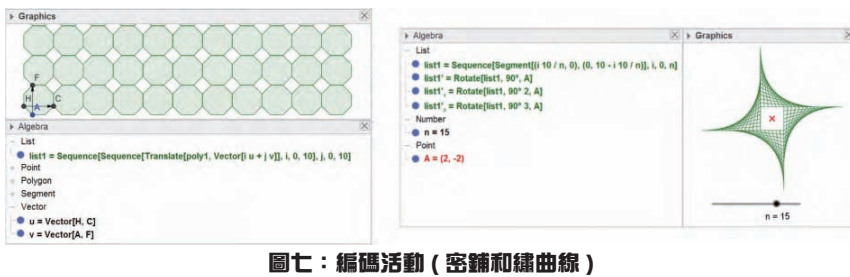 Graphics
F
H
C
A
Algebra
List
list1 = Sequence[Sequence[Translate[poly1, Vector[i u + j v]], i, 0, 10], j, 0, 10]
Point
Polygon
Segment
Vector
u = Vector[H, C]
v = Vector[A, F]
Algebra
List
list1 = Sequence[Segment[(i 10 / n, 0), (0, 10 - i 10 / n)], i, 0, n]
list1' = Rotate[list1, 90°, A]
list1'₁ = Rotate[list1, 90° 2, A]
list1'₂ = Rotate[list1, 90° 3, A]
Number
n = 15
Point
A = (2, -2)
Graphics
n = 15
圖七：編碼活動 ( 密鋪和繡曲線 )